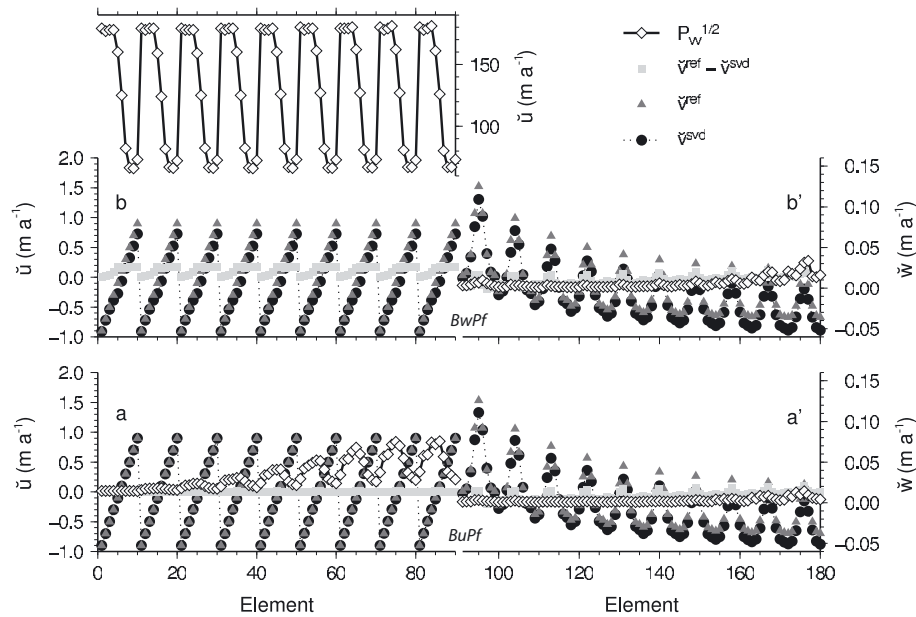 150
100
ŭ (m a⁻¹)
P_w^1/2
v̆^ref − v̆^svd
v̆^ref
v̆^svd
2.0
1.5
1.0
0.5
0.0
−0.5
−1.0
ŭ (m a⁻¹)
b
BwPf
b'
0.15
0.10
0.05
0.00
−0.05
w̆ (m a⁻¹)
2.0
1.5
1.0
0.5
0.0
−0.5
−1.0
ŭ (m a⁻¹)
a
BuPf
a'
0.15
0.10
0.05
0.00
−0.05
w̆ (m a⁻¹)
0 20 40 60 80 100 120 140 160 180
Element Element